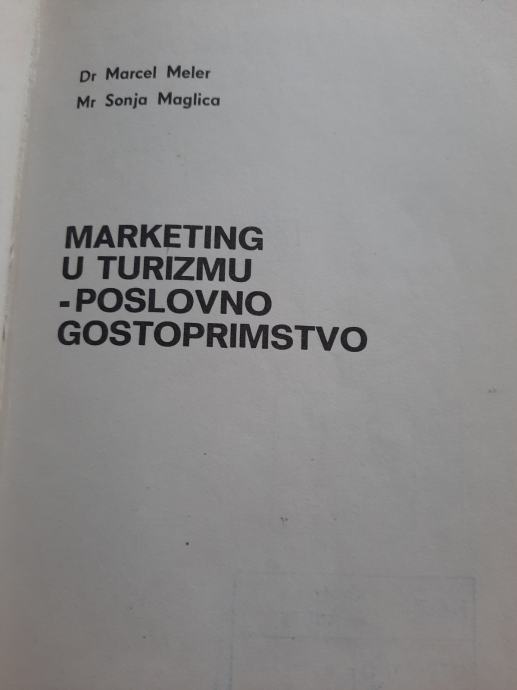 Dr Marcel Meler
Mr Sonja Maglica
MARKETING
U TURIZMU
-POSLOVNO
GOSTOPRIMSTVO